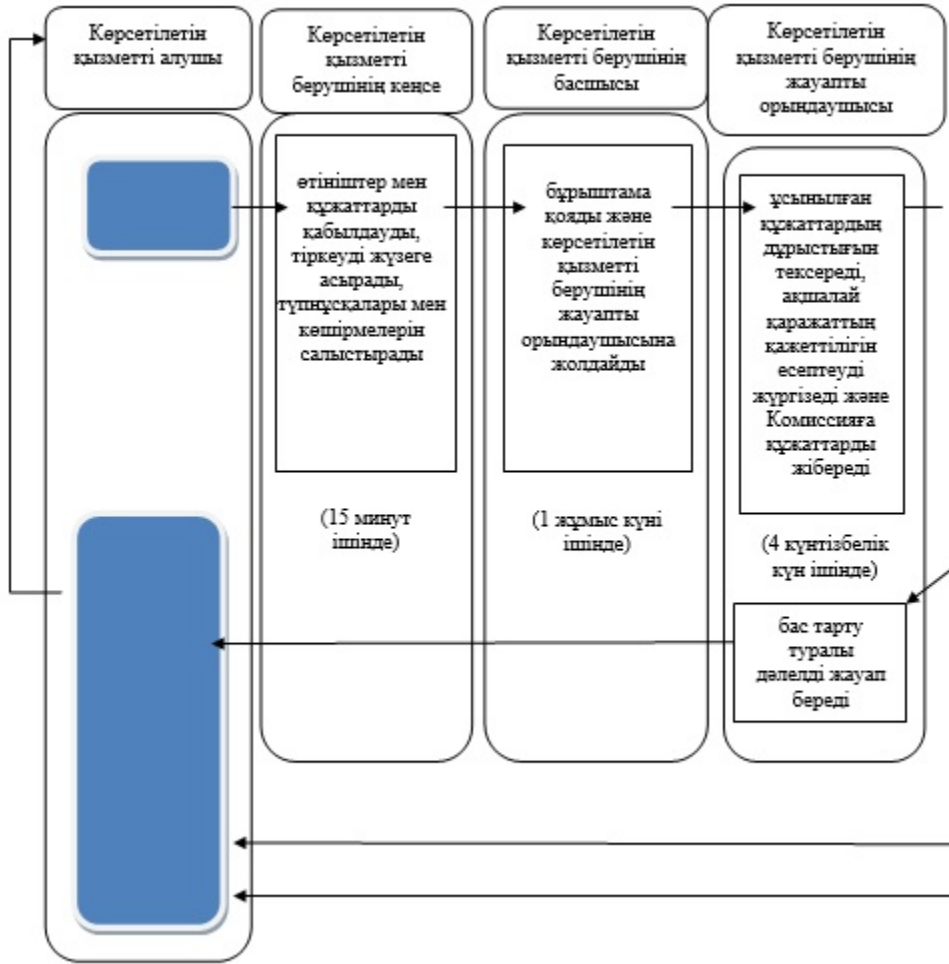 Көрсетілетін
қызметті алушы
Көрсетілетін
қызметті
берушінің кеңсе
Көрсетілетін
қызметті берушінің
басшысы
Көрсетілетін
қызметті берушінің
жауапты
орындаушысы
өтініштер мен
құжаттарды
қабылдауды,
тіркеуді жүзеге
асырады,
түпнұсқалары мен
көшірмелерін
салыстырады
(15 минут
ішінде)
бұрыштама
қояды және
көрсетілетін
қызметті
берушінің
жауапты
орындаушысына
жолдайды
(1 жұмыс күні
ішінде)
ұсынылған
құжаттардың
дұрыстығын
тексереді,
ақшалай
қаражаттың
қажеттілігін
есептеуді
жүргізеді және
Комиссияға
құжаттарды
жібереді
(4 күнтізбелік
күн ішінде)
бас тарту
туралы
дәлелді жауап
береді